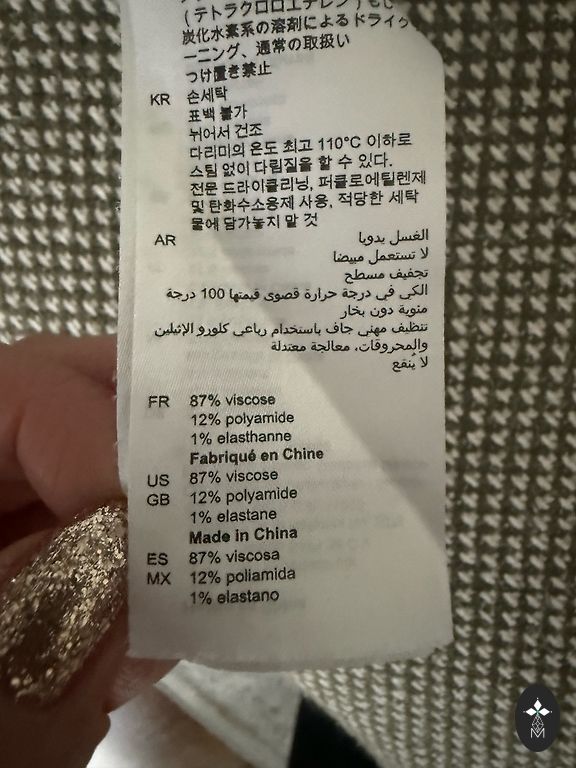 (テトラクロロエチレン)もし
炭化水素系の溶剤によるドライク
ーニング、通常の取扱い
つけ置き禁止
KR 손세탁
표백 불가
뉘어서 건조
다리미의 온도 최고 110°C 이하로
스팀 없이 다림질을 할 수 있다.
전문 드라이클리닝, 퍼클로에틸렌제
및 탄화수소용제 사용, 적당한 세탁
물에 담가놓지 말 것
AR الغسل يدويا
لا تستعمل مبيضا
تجفيف مسطح
الكي في درجة حرارة قصوى قيمتها 100 درجة
مئوية دون بخار
تنظيف مهني جاف باستخدام رباعي كلورو الإثيلين
والمحروقات، معالجة معتدلة
لا يُنقع
FR 87% viscose
12% polyamide
1% elasthanne
Fabriqué en Chine
US 87% viscose
GB 12% polyamide
1% elastane
Made in China
ES 87% viscosa
MX 12% poliamida
1% elastano
M